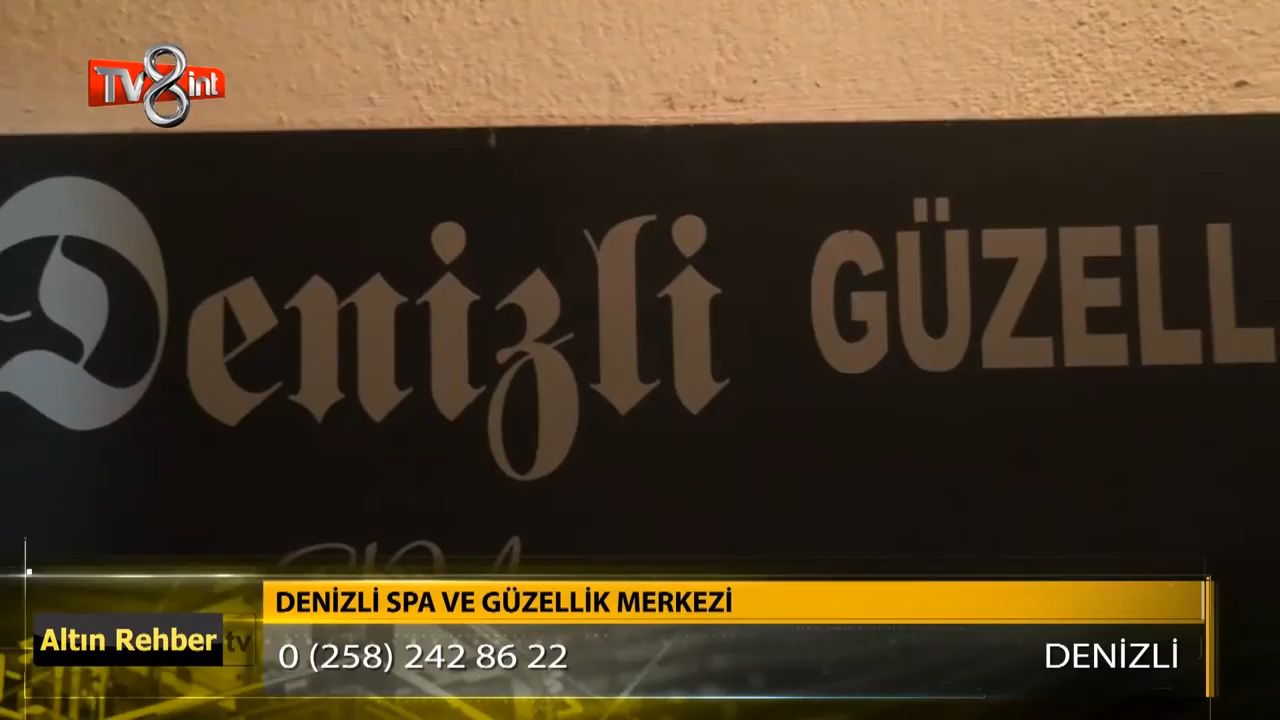 TV8int
Denizli GÜZELL
DENİZLİ SPA VE GÜZELLİK MERKEZİ
Altın Rehber tv
0 (258) 242 86 22
DENİZLİ